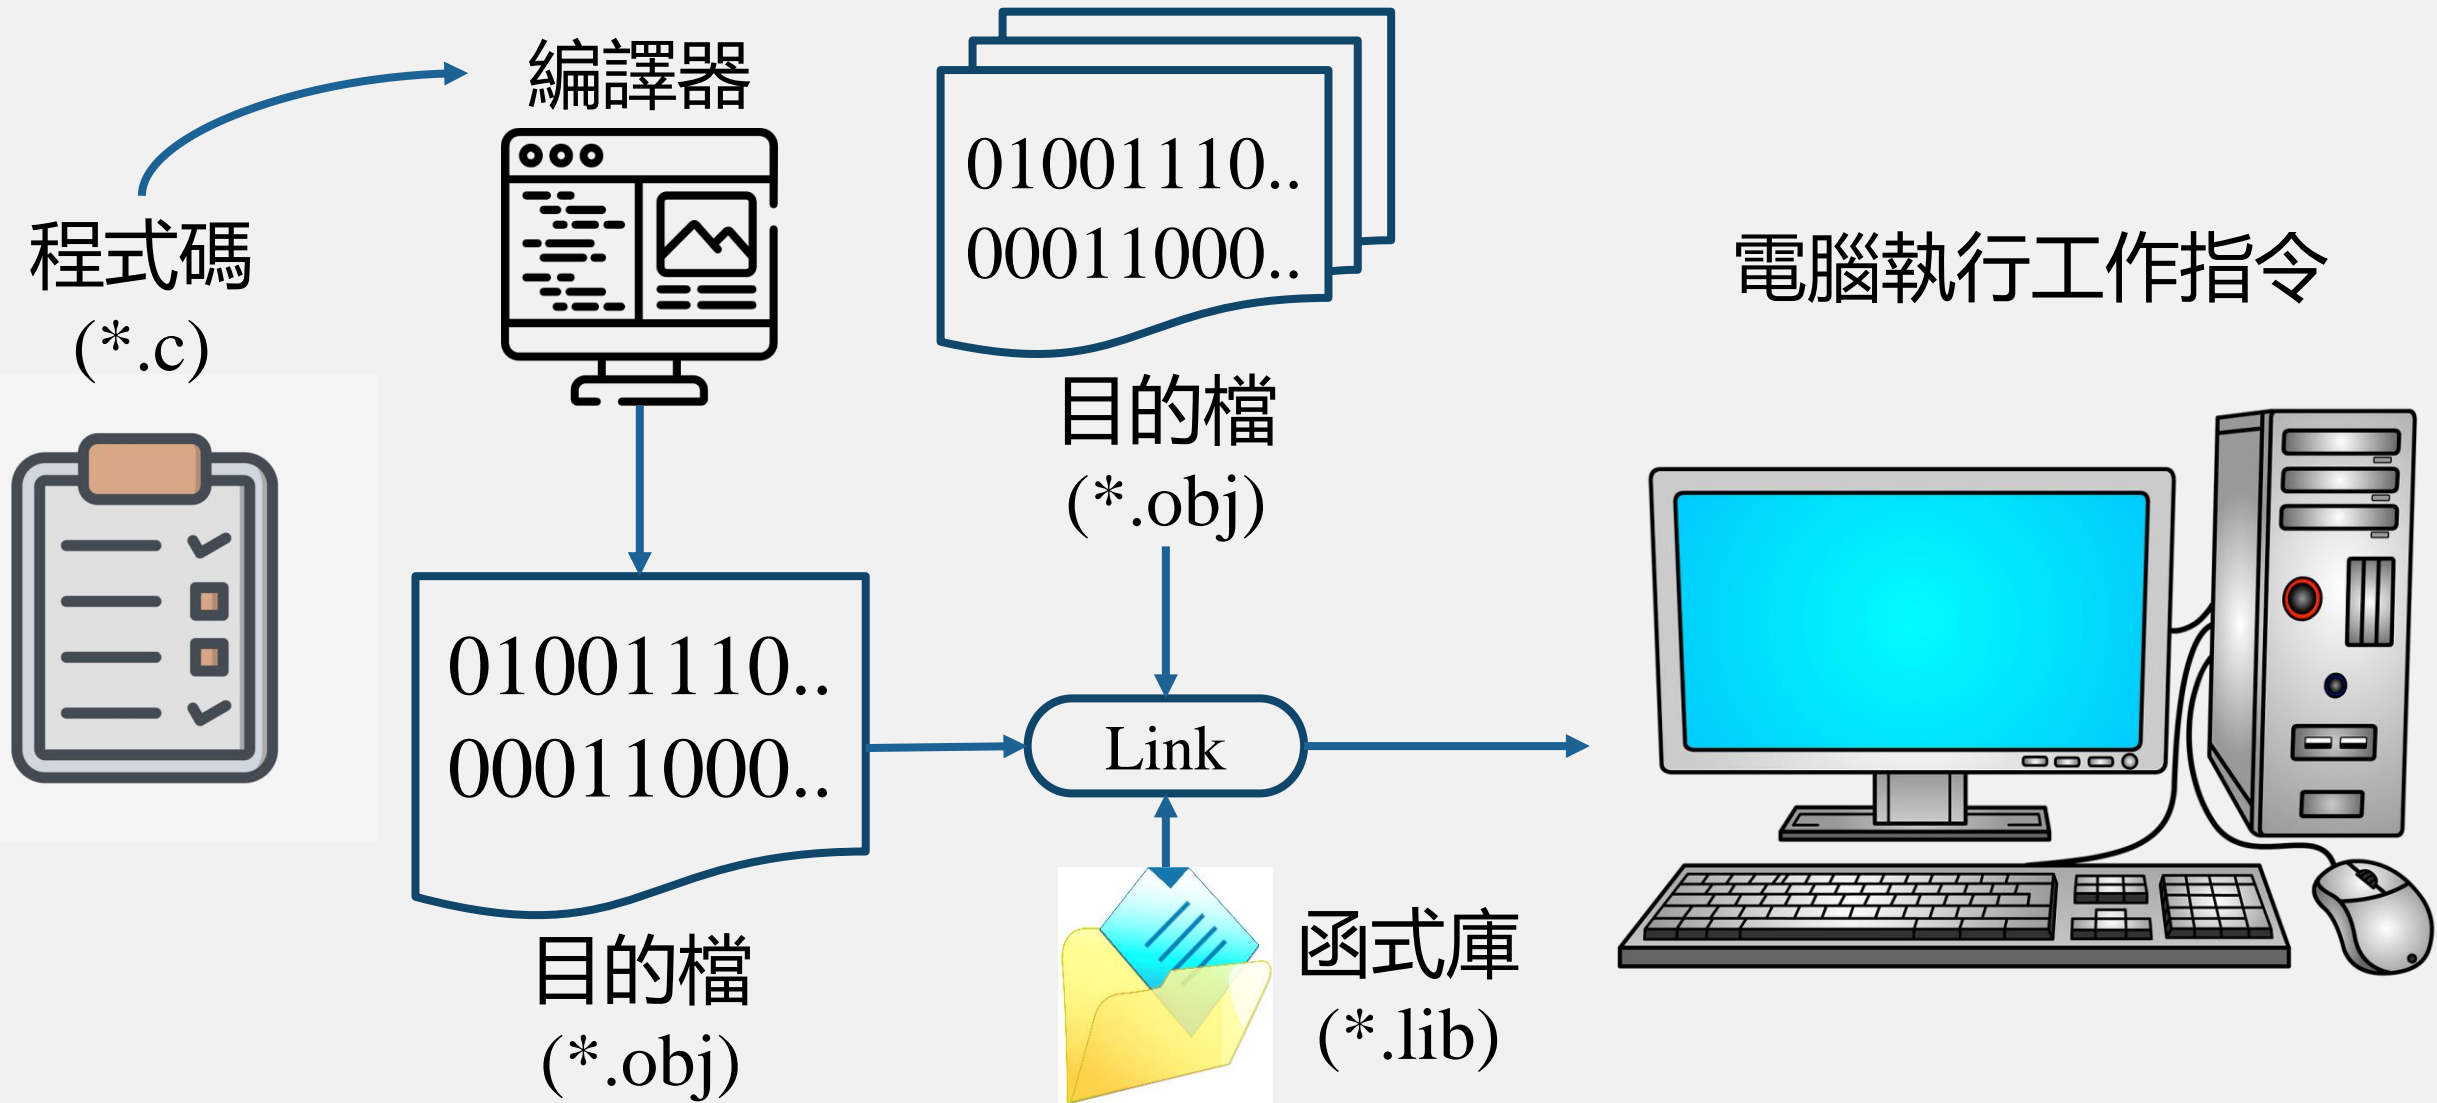 程式碼
(*.c)
編譯器
01001110..
00011000..
目的檔
(*.obj)
01001110..
00011000..
目的檔
(*.obj)
Link
函式庫
(*.lib)
電腦執行工作指令